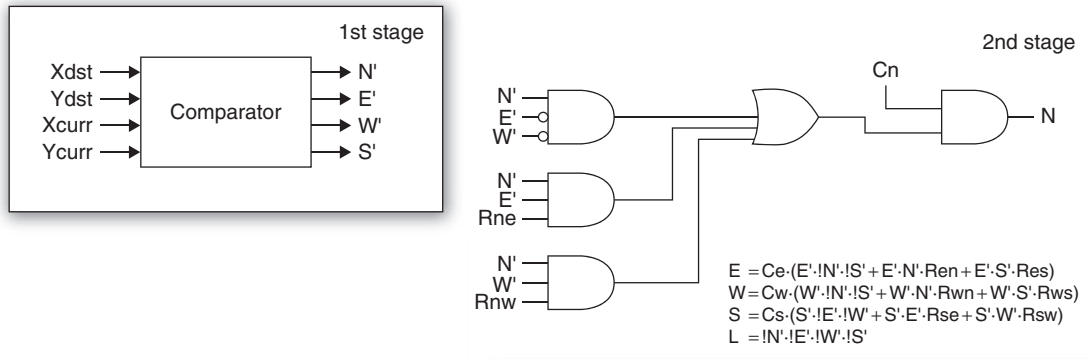 1st stage
Xdst
Ydst
Xcurr
Ycurr
Comparator
N'
E'
W'
S'
2nd stage
Cn
N'
E'
W'
N
N'
E'
Rne
N'
W'
Rnw
E =Ce·(E'·!N'·!S'+E'·N'·Ren+E'·S'·Res)
W=Cw·(W'·!N'·!S'+W'·N'·Rwn+W'·S'·Rws)
S =Cs·(S'·!E'·!W'+S'·E'·Rse+S'·W'·Rsw)
L =!N'·!E'·!W'·!S'